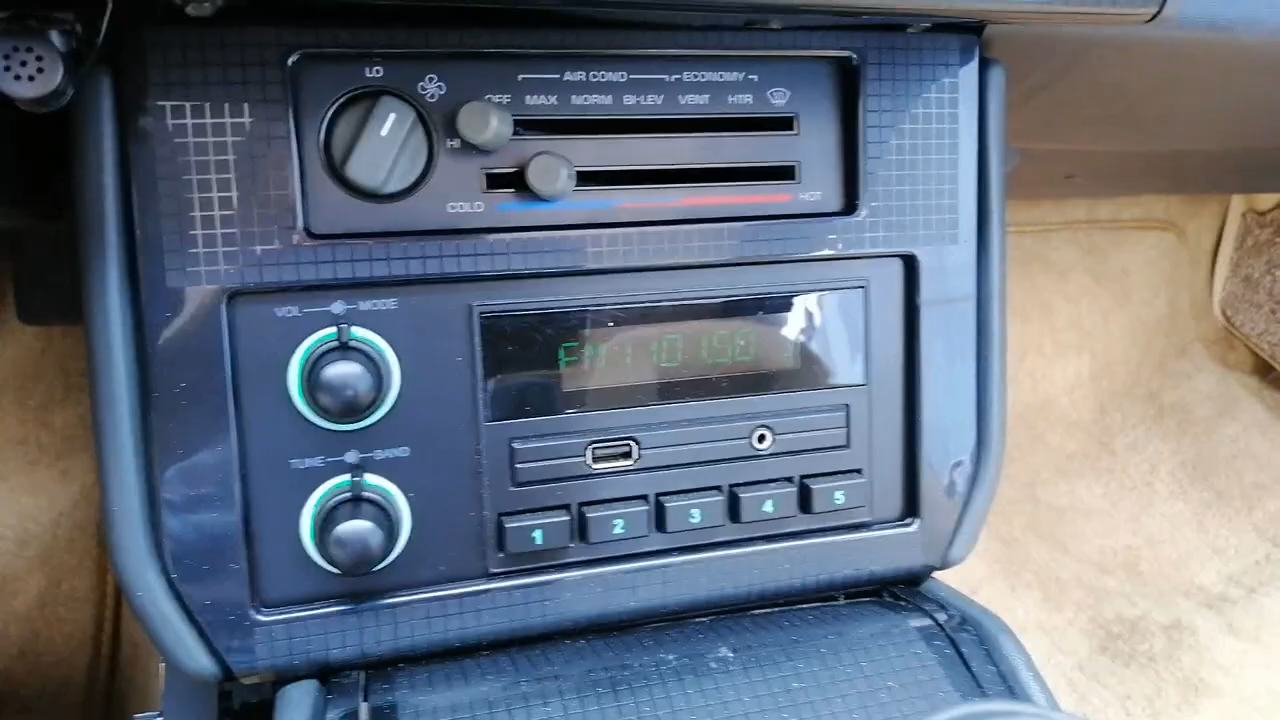 LO
AIR COND ECONOMY
OFF MAX NORM BI-LEV VENT HTR
HI
COLD HOT
VOL MODE
FM1 101.50
TUNE BAND
1 2 3 4 5